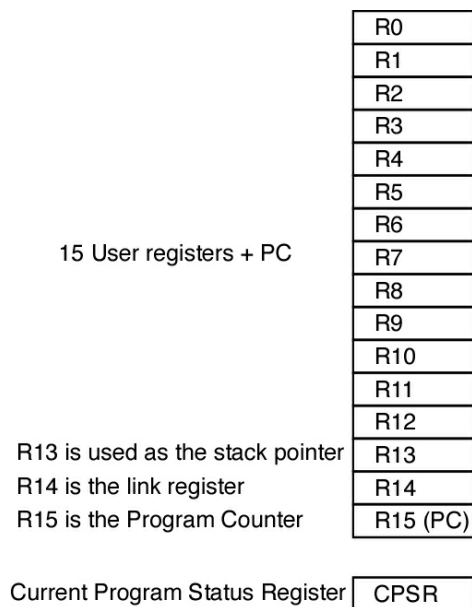 R0
R1
R2
R3
R4
R5
R6
15 User registers + PC R7
R8
R9
R10
R11
R12
R13 is used as the stack pointer R13
R14 is the link register R14
R15 is the Program Counter R15 (PC)
Current Program Status Register CPSR